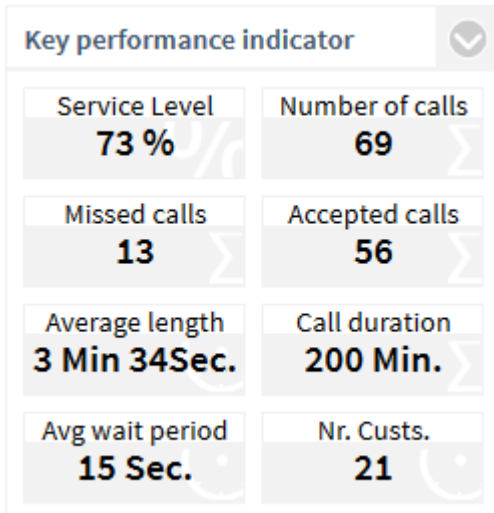 Key performance indicator
Service Level Number of calls
73 % 69
Missed calls Accepted calls
13 56
Average length Call duration
3 Min 34Sec. 200 Min.
Avg wait period Nr. Custs.
15 Sec. 21